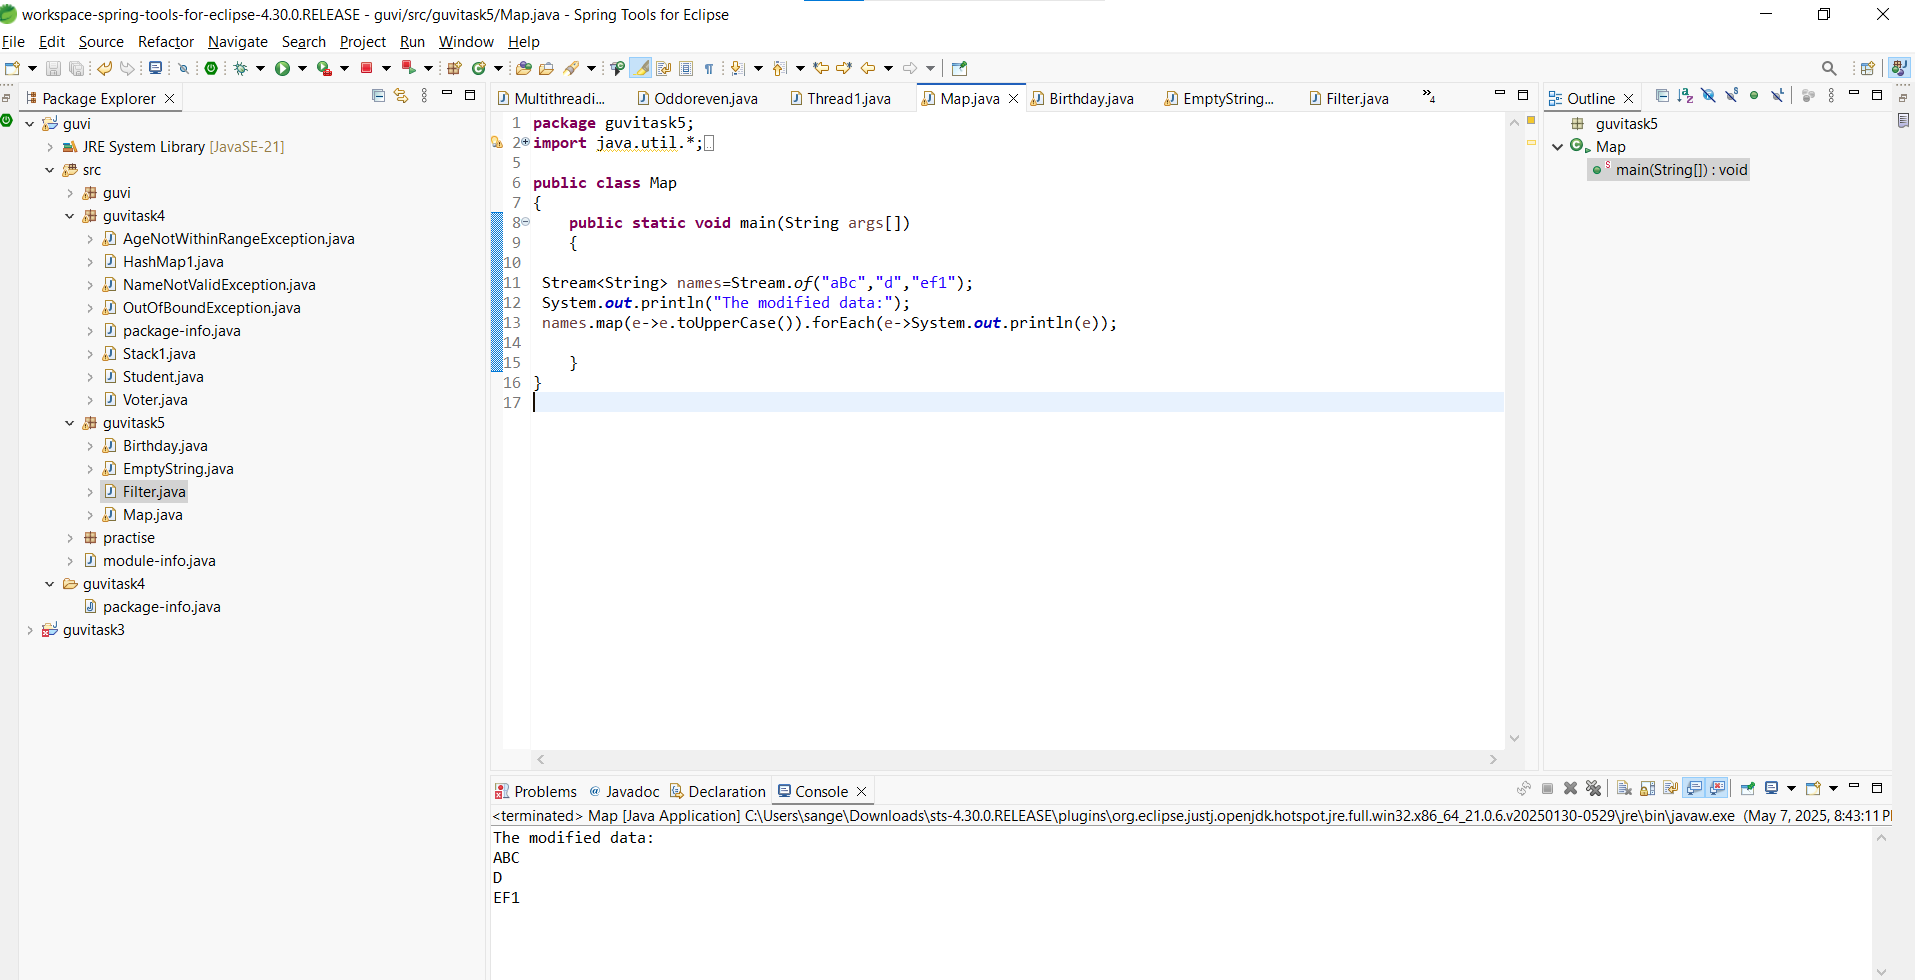 workspace-spring-tools-for-eclipse-4.30.0.RELEASE - guvi/src/guvitask5/Map.java - Spring Tools for Eclipse
File Edit Source Refactor Navigate Search Project Run Window Help
Package Explorer
guvi
JRE System Library [JavaSE-21]
src
guvi
guvitask4
AgeNotWithinRangeException.java
HashMap1.java
NameNotValidException.java
OutOfBoundException.java
package-info.java
Stack1.java
Student.java
Voter.java
guvitask5
Birthday.java
EmptyString.java
Filter.java
Map.java
practise
module-info.java
guvitask4
package-info.java
guvitask3
Multithreadi... Oddoreven.java Thread1.java Map.java Birthday.java EmptyString... Filter.java »4
1 package guvitask5;
2 import java.util.*;
5
6 public class Map
7 {
8 public static void main(String args[])
9 {
10
11 Stream<String> names=Stream.of("aBc","d","ef1");
12 System.out.println("The modified data:");
13 names.map(e->e.toUpperCase()).forEach(e->System.out.println(e));
14
15 }
16 }
17
Outline
guvitask5
Map
main(String[]) : void
Problems Javadoc Declaration Console
<terminated> Map [Java Application] C:\Users\sange\Downloads\sts-4.30.0.RELEASE\plugins\org.eclipse.justj.openjdk.hotspot.jre.full.win32.x86_64_21.0.6.v20250130-0529\jre\bin\javaw.exe (May 7, 2025, 8:43:11 P
The modified data:
ABC
D
EF1